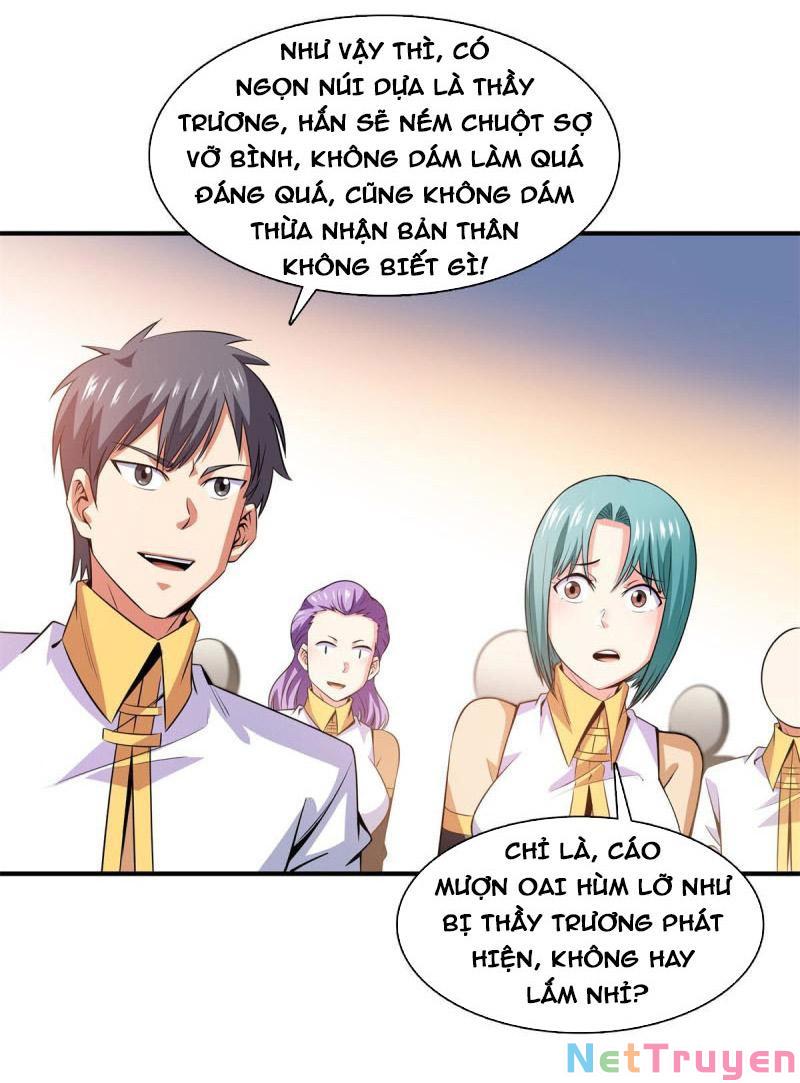 NHƯ VẬY THÌ, CÓ
NGỌN NÚI DỰA LÀ THẦY
TRƯƠNG, HẮN SẼ NÉM CHUỘT SỢ
VỠ BÌNH, KHÔNG DÁM LÀM QUÁ
ĐÁNG QUÁ, CŨNG KHÔNG DÁM
THỪA NHẬN BẢN THÂN
KHÔNG BIẾT GÌ!
CHỈ LÀ, CÁO
MƯỢN OAI HÙM LỠ NHƯ
BỊ THẦY TRƯƠNG PHÁT
HIỆN, KHÔNG HAY
LẮM NHỈ?
NetTruyen